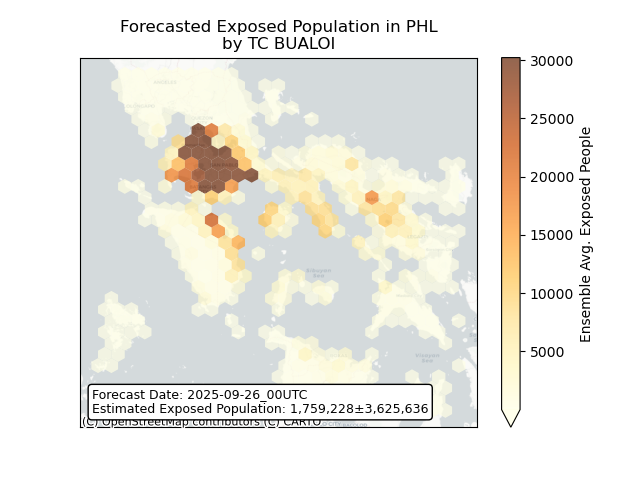 Forecasted Exposed Population in PHL
by TC BUALOI
30000
25000
20000
15000
10000
5000
Ensemble Avg. Exposed People
Forecast Date: 2025-09-26_00UTC
Estimated Exposed Population: 1,759,228±3,625,636
(C) OpenStreetMap contributors (C) CARTO